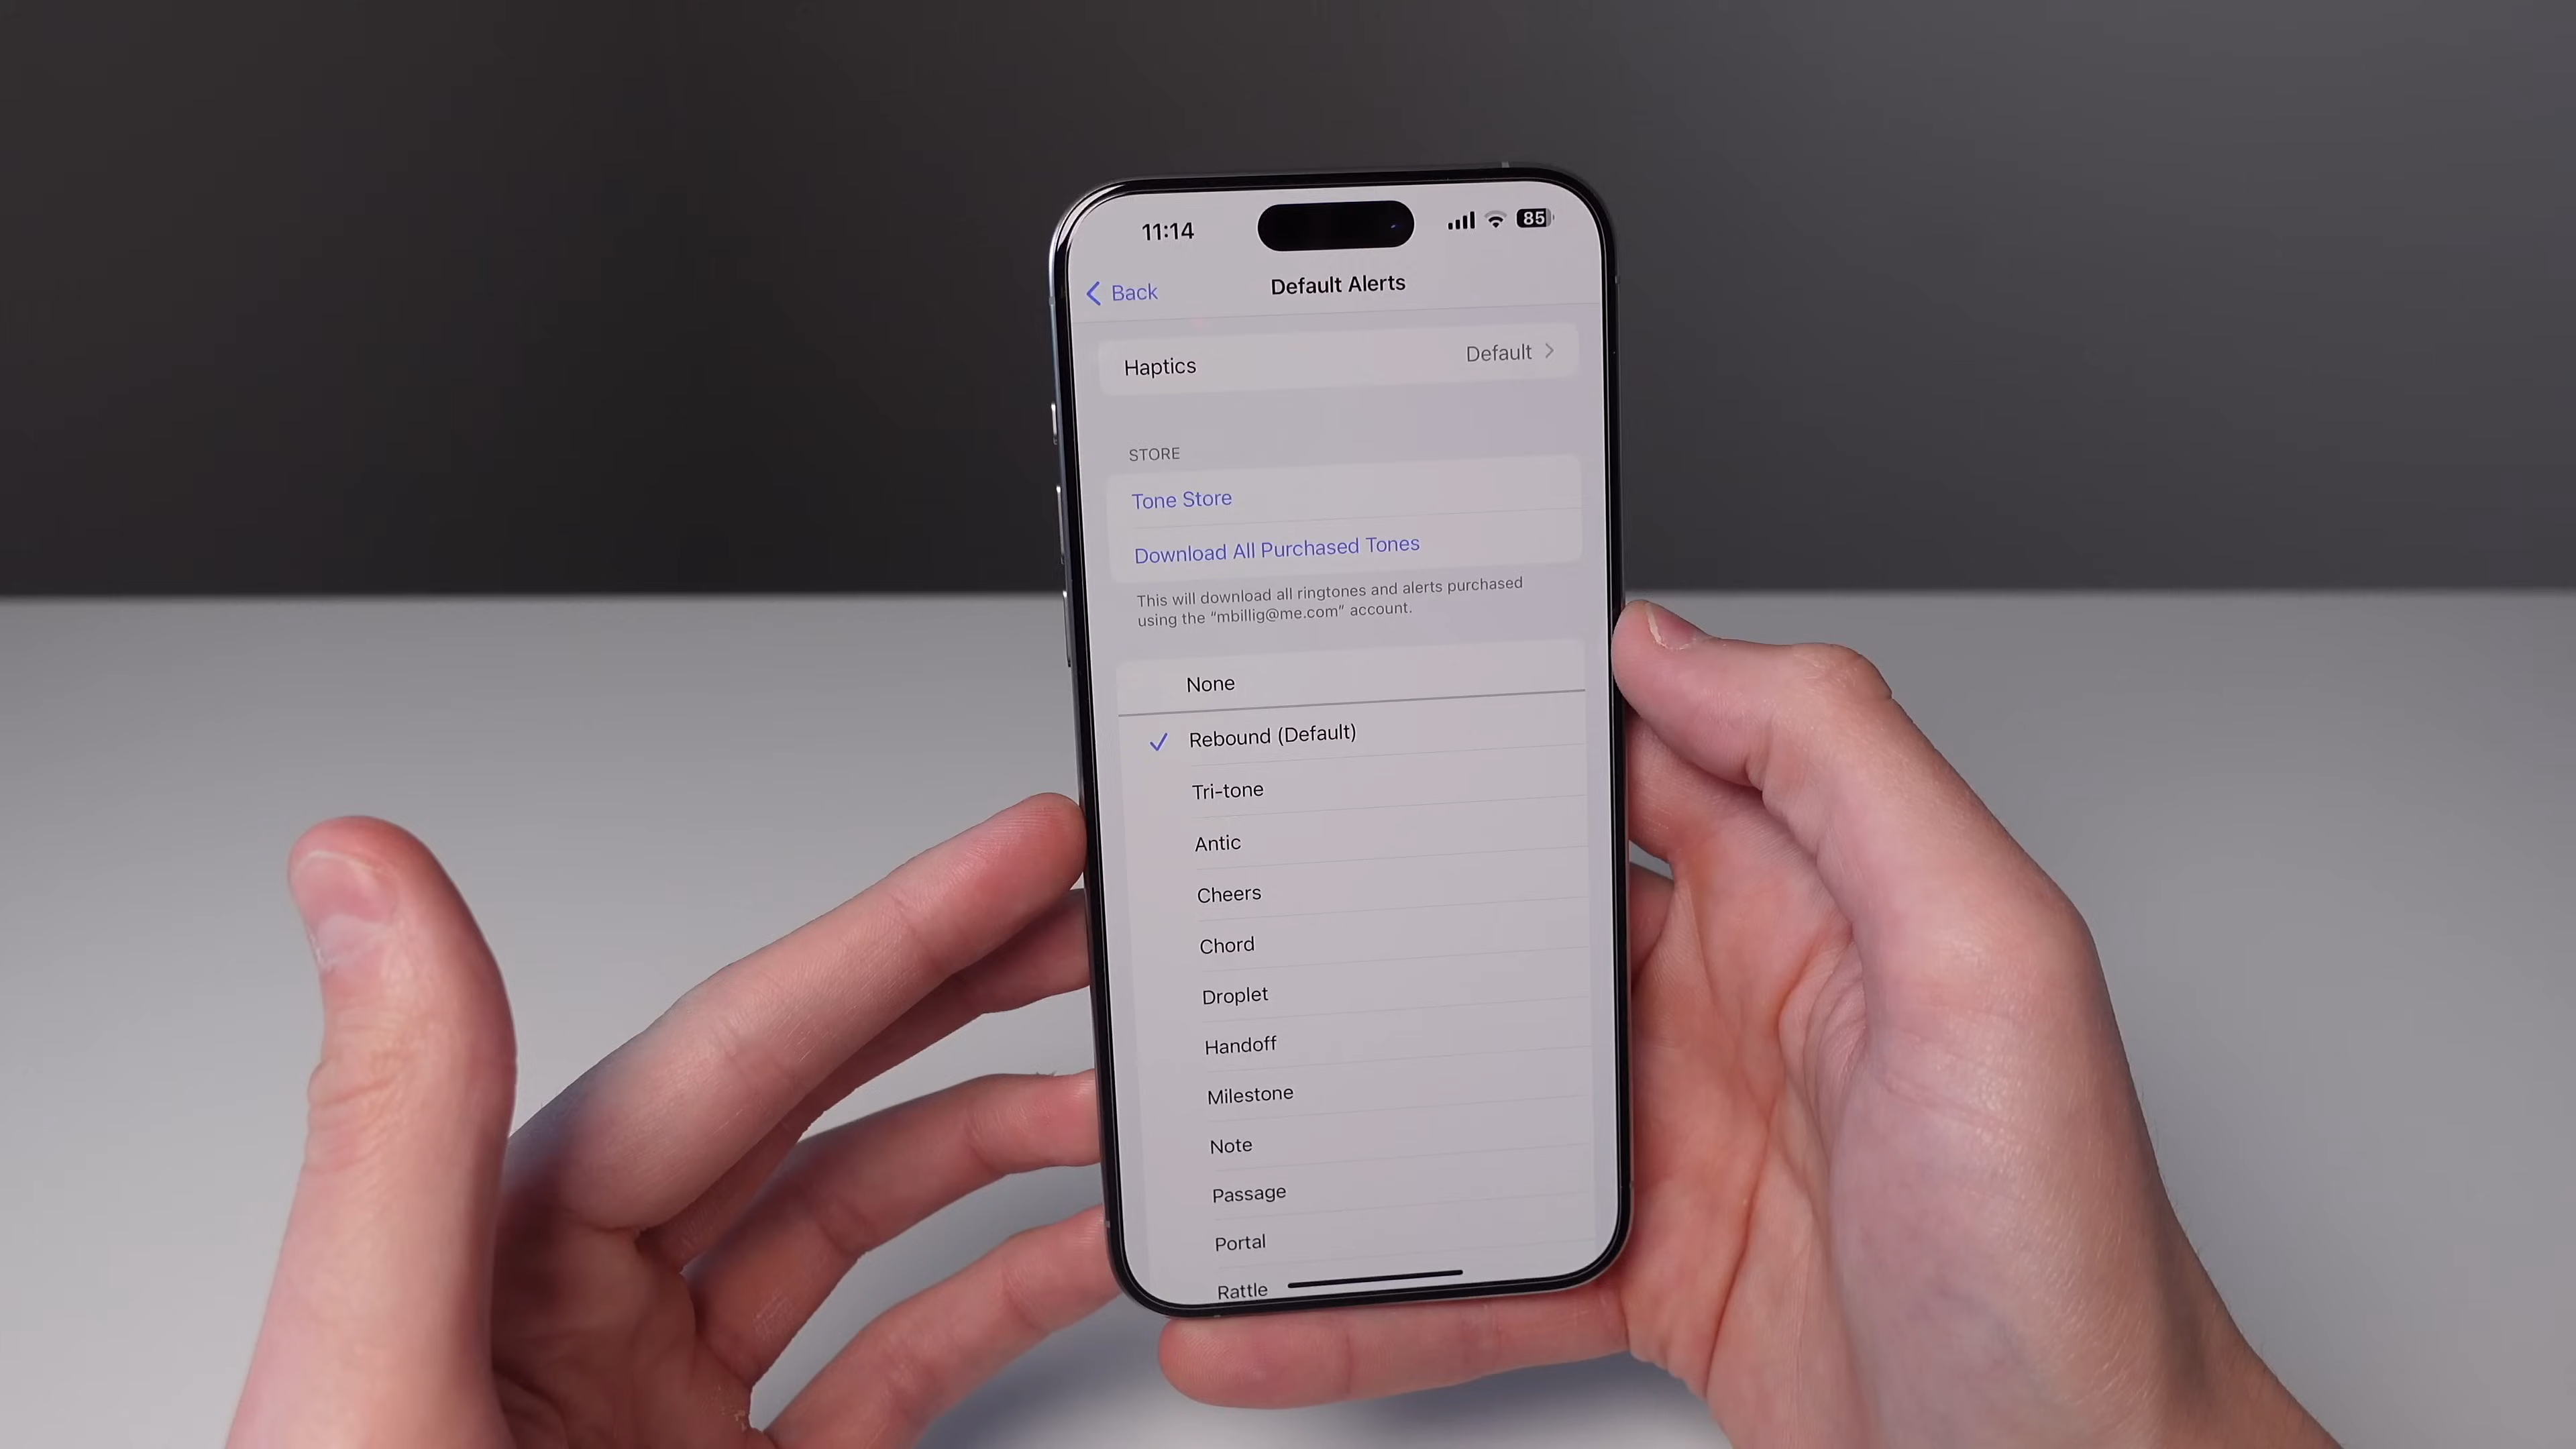 11:14
85
Back
Default Alerts
Haptics
Default
STORE
Tone Store
Download All Purchased Tones
This will download all ringtones and alerts purchased
using the “mbillig@me.com” account.
None
Rebound (Default)
Tri-tone
Antic
Cheers
Chord
Droplet
Handoff
Milestone
Note
Passage
Portal
Rattle